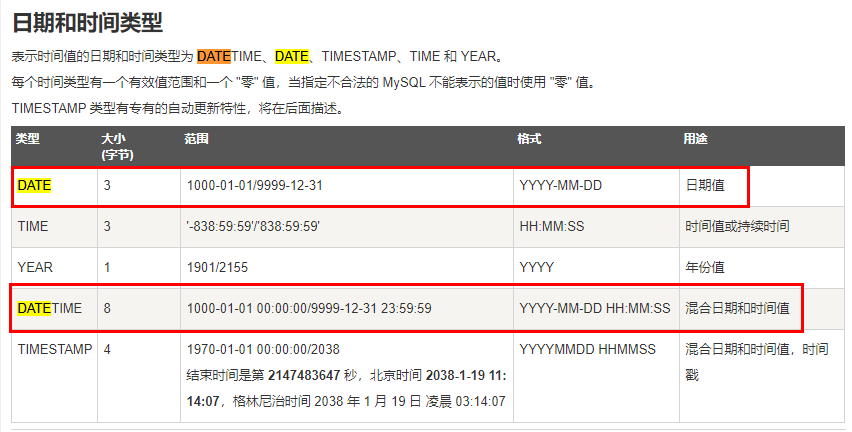 日期和时间类型
表示时间值的日期和时间类型为 DATETIME、DATE、TIMESTAMP、TIME 和 YEAR。
每个时间类型有一个有效值范围和一个 "零" 值，当指定不合法的 MySQL 不能表示的值时使用 "零" 值。
TIMESTAMP 类型有专有的自动更新特性，将在后面描述。
类型 大小 范围 格式 用途
(字节)
DATE 3 1000-01-01/9999-12-31 YYYY-MM-DD 日期值
TIME 3 '-838:59:59'/'838:59:59' HH:MM:SS 时间值或持续时间
YEAR 1 1901/2155 YYYY 年份值
DATETIME 8 1000-01-01 00:00:00/9999-12-31 23:59:59 YYYY-MM-DD HH:MM:SS 混合日期和时间值
TIMESTAMP 4 1970-01-01 00:00:00/2038 YYYYMMDD HHMMSS 混合日期和时间值，时间
结束时间是第 2147483647 秒，北京时间 2038-1-19 11: 戳
14:07，格林尼治时间 2038 年 1 月 19 日 凌晨 03:14:07